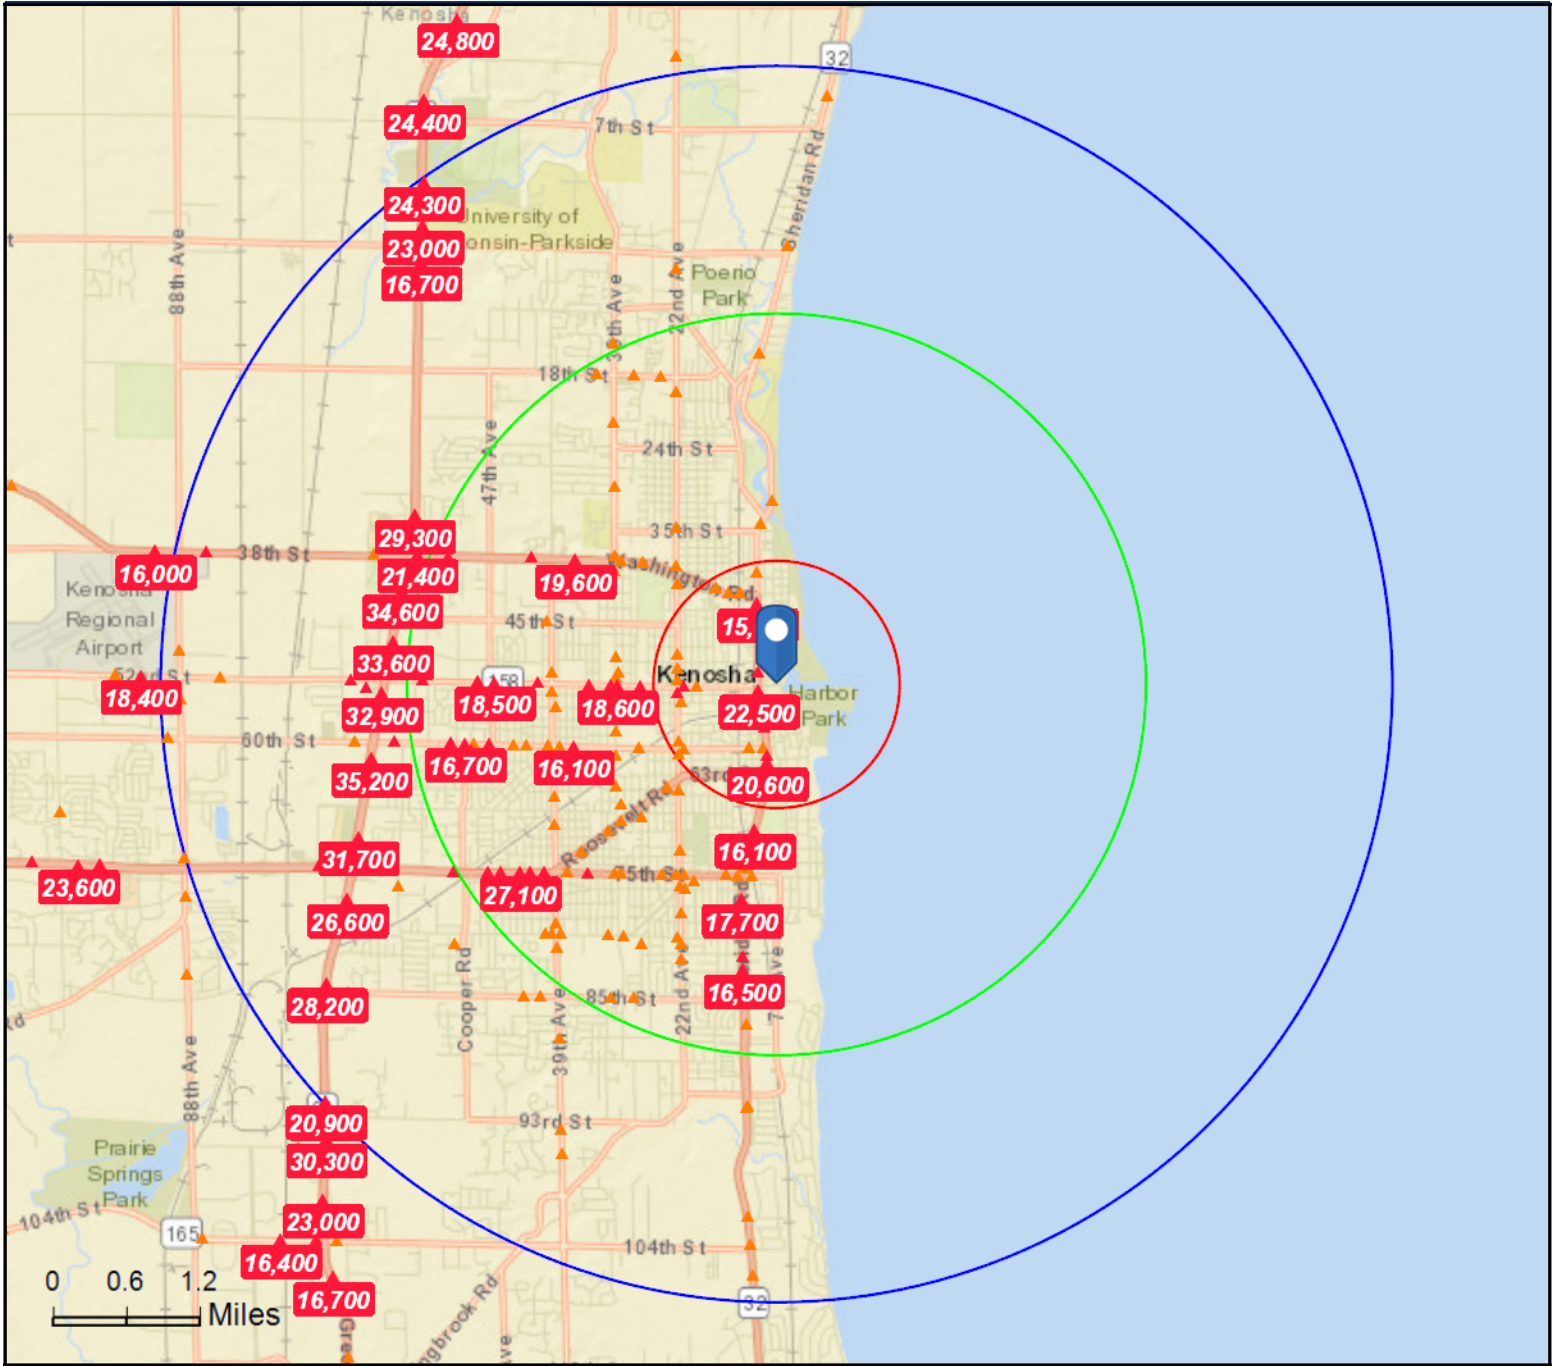 Kenosha
24,800
32
24,400
7th St
Sheridan Rd
24,300
University of
onsin-Parkside
23,000
16,700
88th Ave
22nd Ave
Poerio
Park
18th St
47th Ave
24th St
29,300
35th St
38th St
16,000
21,400
19,600
Washington Rd
Kenosha
Regional
Airport
34,600
45th St
15,
33,600
Kenosha
52nd St
158
18,400
18,500
18,600
Harbor
Park
32,900
22,500
60th St
16,700
16,100
63rd
35,200
20,600
Roosevelt Rd
31,700
16,100
23,600
75th St
27,100
26,600
17,700
Cooper Rd
22nd Ave
7 Ave
28,200
85th St
16,500
39th Ave
88th Ave
20,900
93rd St
30,300
Prairie
Springs
Park
104th St
23,000
165
16,400
104th St
0 0.6 1.2
Miles
16,700
32
Gree
ngbrook Rd